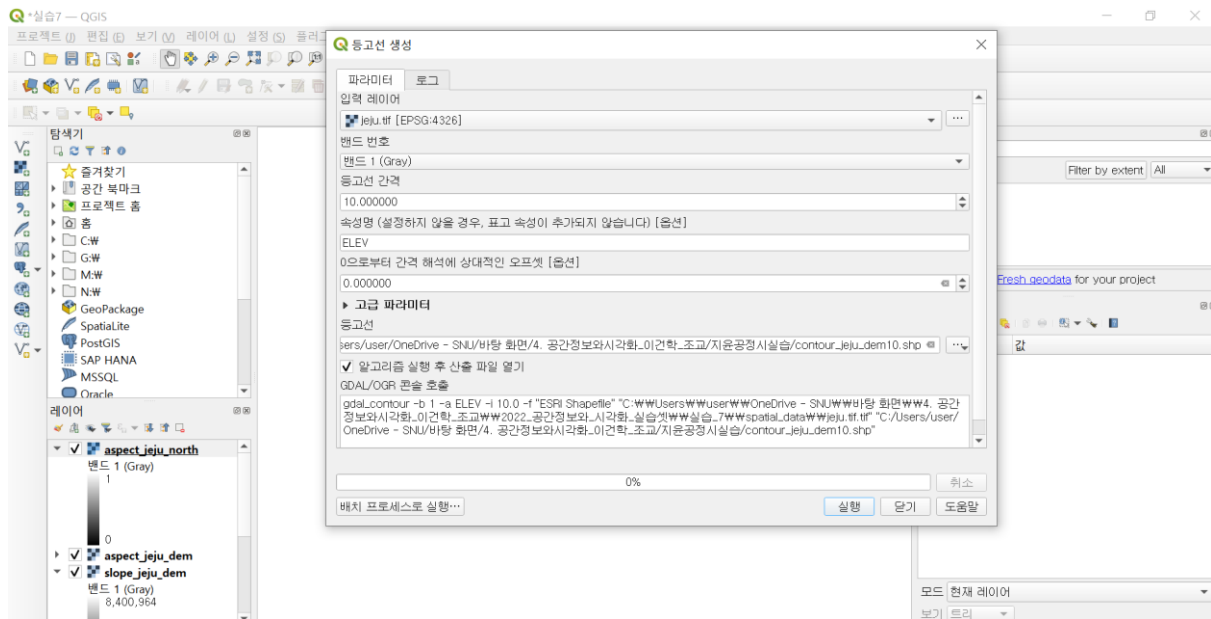 *실습7 — QGIS
프로젝트 (J) 편집 (E) 보기 (V) 레이어 (L) 설정 (S) 플러그
탐색기
즐겨찾기
공간 북마크
프로젝트 홈
홈
C:₩
G:₩
M:₩
N:₩
GeoPackage
SpatiaLite
PostGIS
SAP HANA
MSSQL
Oracle
레이어
aspect_jeju_north
밴드 1 (Gray)
1
0
aspect_jeju_dem
slope_jeju_dem
밴드 1 (Gray)
8,400,964
등고선 생성
파라미터 로그
입력 레이어
jeju.tif [EPSG:4326]
…
밴드 번호
밴드 1 (Gray)
등고선 간격
10.000000
속성명 (설정하지 않을 경우, 표고 속성이 추가되지 않습니다) [옵션]
ELEV
0으로부터 간격 해석에 상대적인 오프셋 [옵션]
0.000000
고급 파라미터
등고선
sers/user/OneDrive - SNU/바탕 화면/4. 공간정보와시각화_이건학_조교/지윤공정시실습/contour_jeju_dem10.shp
…
알고리즘 실행 후 산출 파일 열기
GDAL/OGR 콘솔 호출
gdal_contour -b 1 -a ELEV -i 10.0 -f "ESRI Shapefile" "C:₩₩Users₩₩user₩₩OneDrive - SNU₩₩바탕 화면₩₩4. 공간
정보와시각화_이건학_조교₩₩2022_공간정보와_시각화_실습셋₩₩실습_7₩₩spatial_data₩₩jeju.tif.tif" "C:/Users/user/
OneDrive - SNU/바탕 화면/4. 공간정보와시각화_이건학_조교/지윤공정시실습/contour_jeju_dem10.shp"
0%
취소
배치 프로세스로 실행…
실행 닫기 도움말
Filter by extent All
Fresh geodata for your project
값
모드 현재 레이어
보기 트리